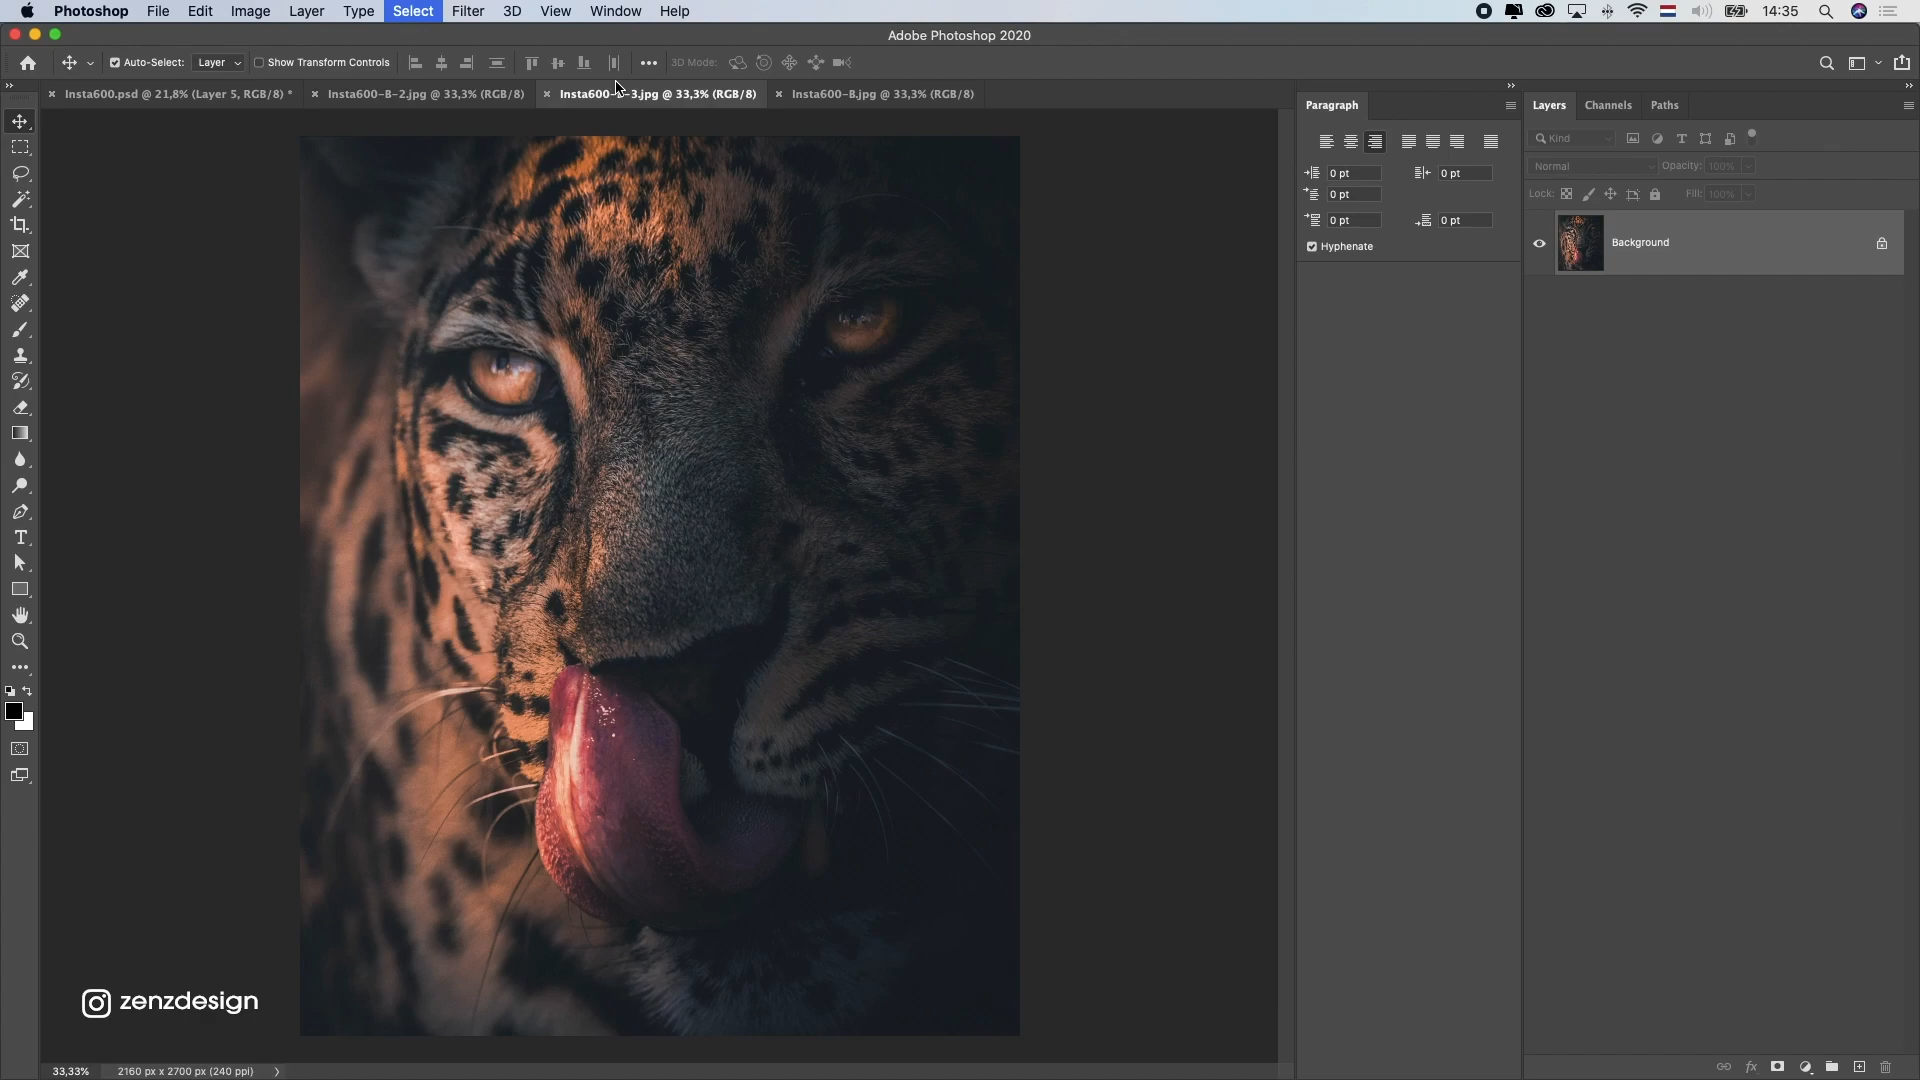 Photoshop File Edit Image Layer Type Select Filter 3D View Window Help 14:35
Adobe Photoshop 2020
Auto-Select: Layer Show Transform Controls 3D Mode:
Insta600.psd @ 21,8% (Layer 5, RGB/8) * Insta600-B-2.jpg @ 33,3% (RGB/8) -3.jpg @ 33,3% (RGB/8) Insta600-B.jpg @ 33,3% (RGB/8)
Paragraph
Layers Channels Paths
Kind
Normal Opacity: 100%
Lock: Fill: 100%
0 pt 0 pt
0 pt
0 pt 0 pt
Hyphenate
Background
zenzdesign
33,33% 2160 px x 2700 px (240 ppi)